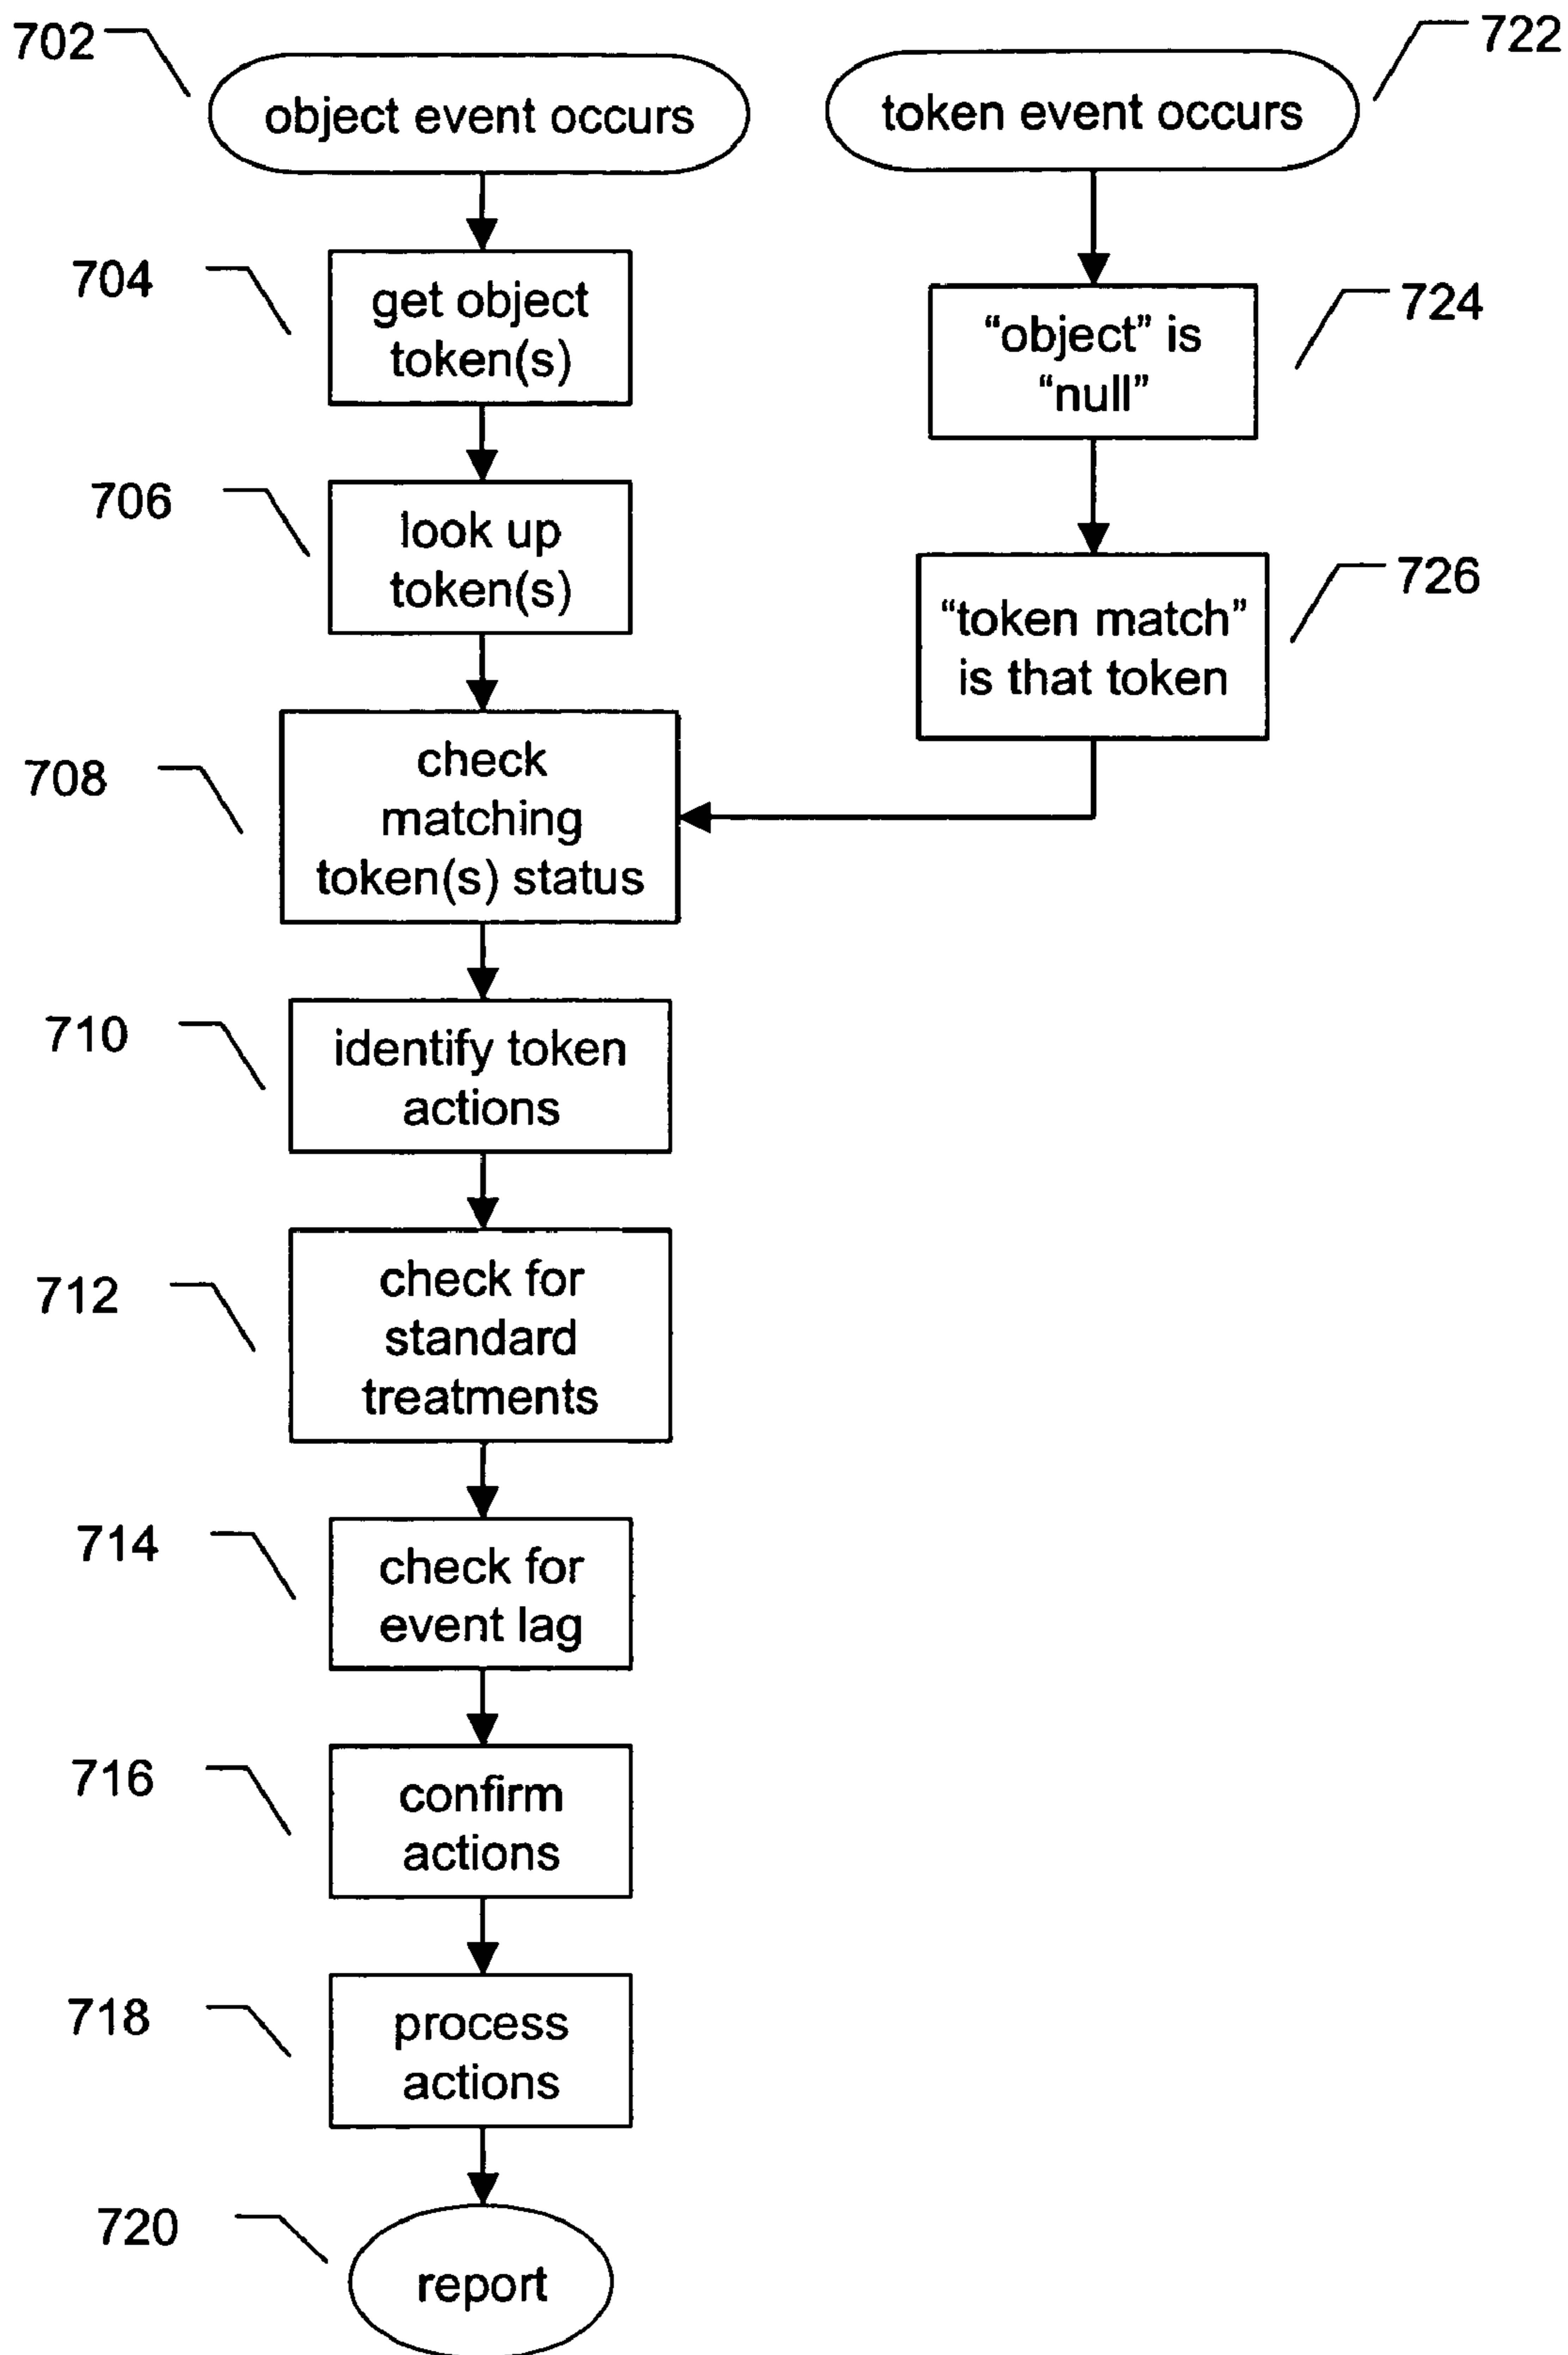 702
object event occurs
token event occurs
722
704
get object
token(s)
"object" is
"null"
724
706
look up
token(s)
"token match"
is that token
726
708
check
matching
token(s) status
710
identify token
actions
712
check for
standard
treatments
714
check for
event lag
716
confirm
actions
718
process
actions
720
report